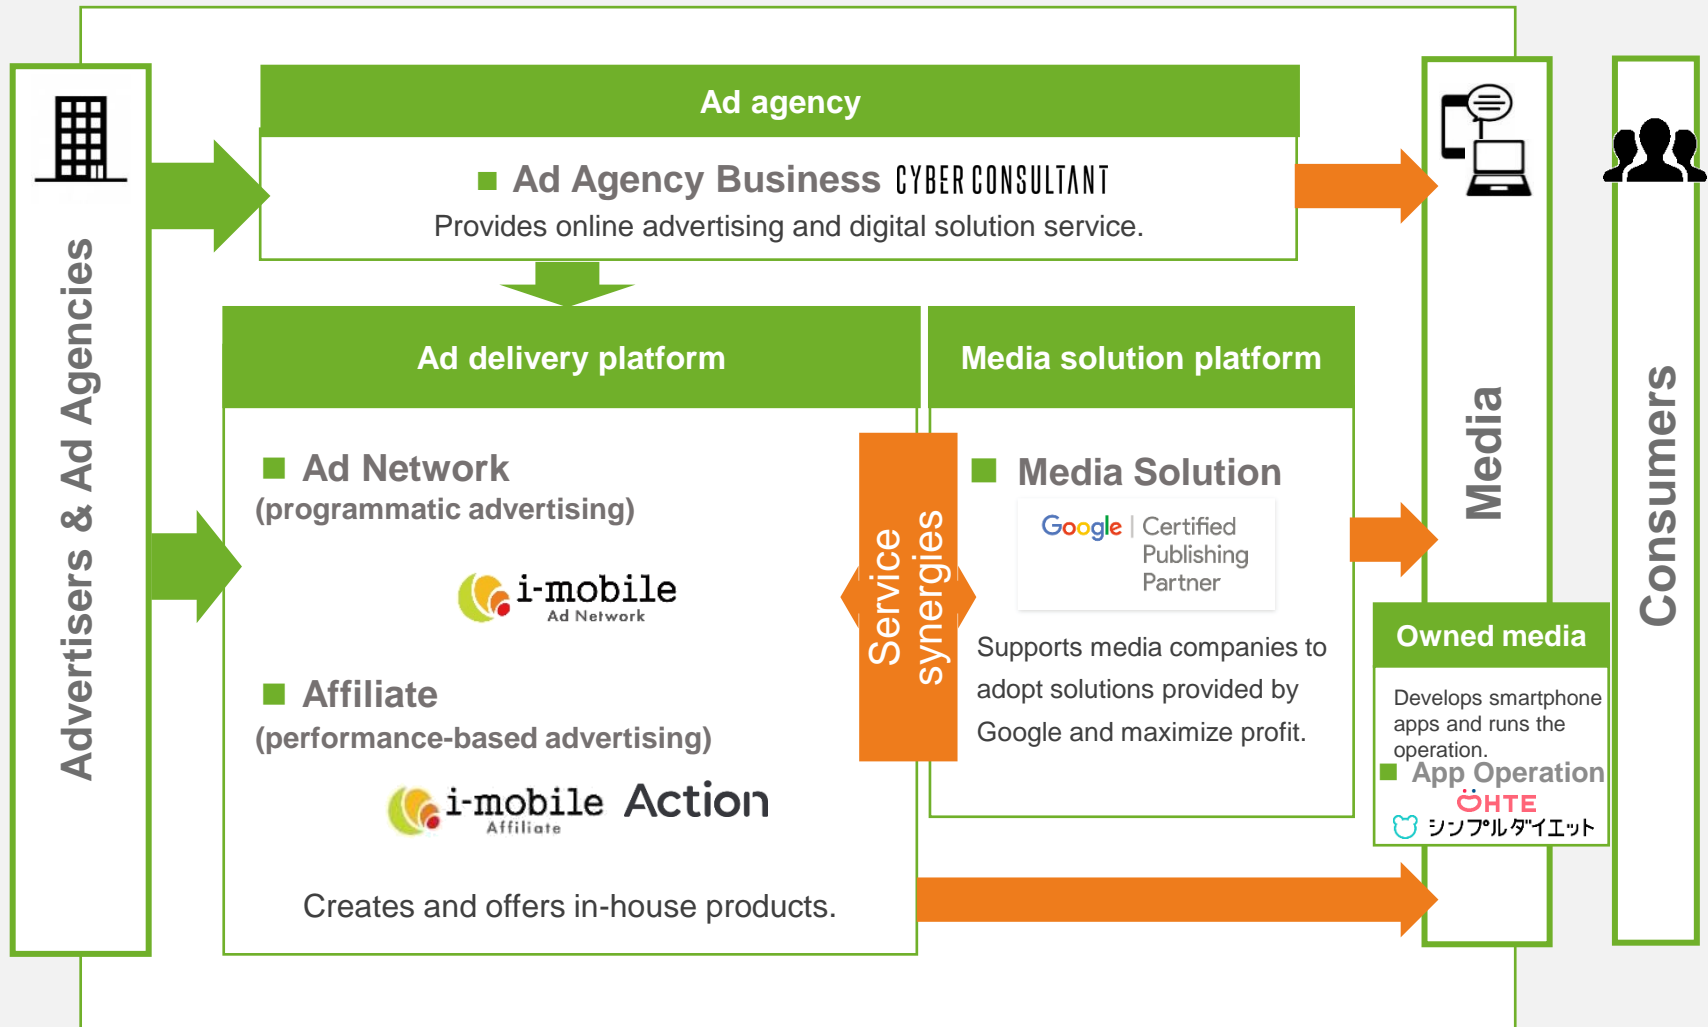 Advertisers & Ad Agencies
Ad agency
■ Ad Agency Business CYBER CONSULTANT
Provides online advertising and digital solution service.
Ad delivery platform
■ Ad Network
(programmatic advertising)
i-mobile
Ad Network
■ Affiliate
(performance-based advertising)
i-mobile Action
Affiliate
Creates and offers in-house products.
Service
synergies
Media solution platform
■ Media Solution
Google | Certified
Publishing
Partner
Supports media companies to
adopt solutions provided by
Google and maximize profit.
Media
Owned media
Develops smartphone
apps and runs the
operation.
■ App Operation
ÖHTE
シンプルダイエット
Consumers